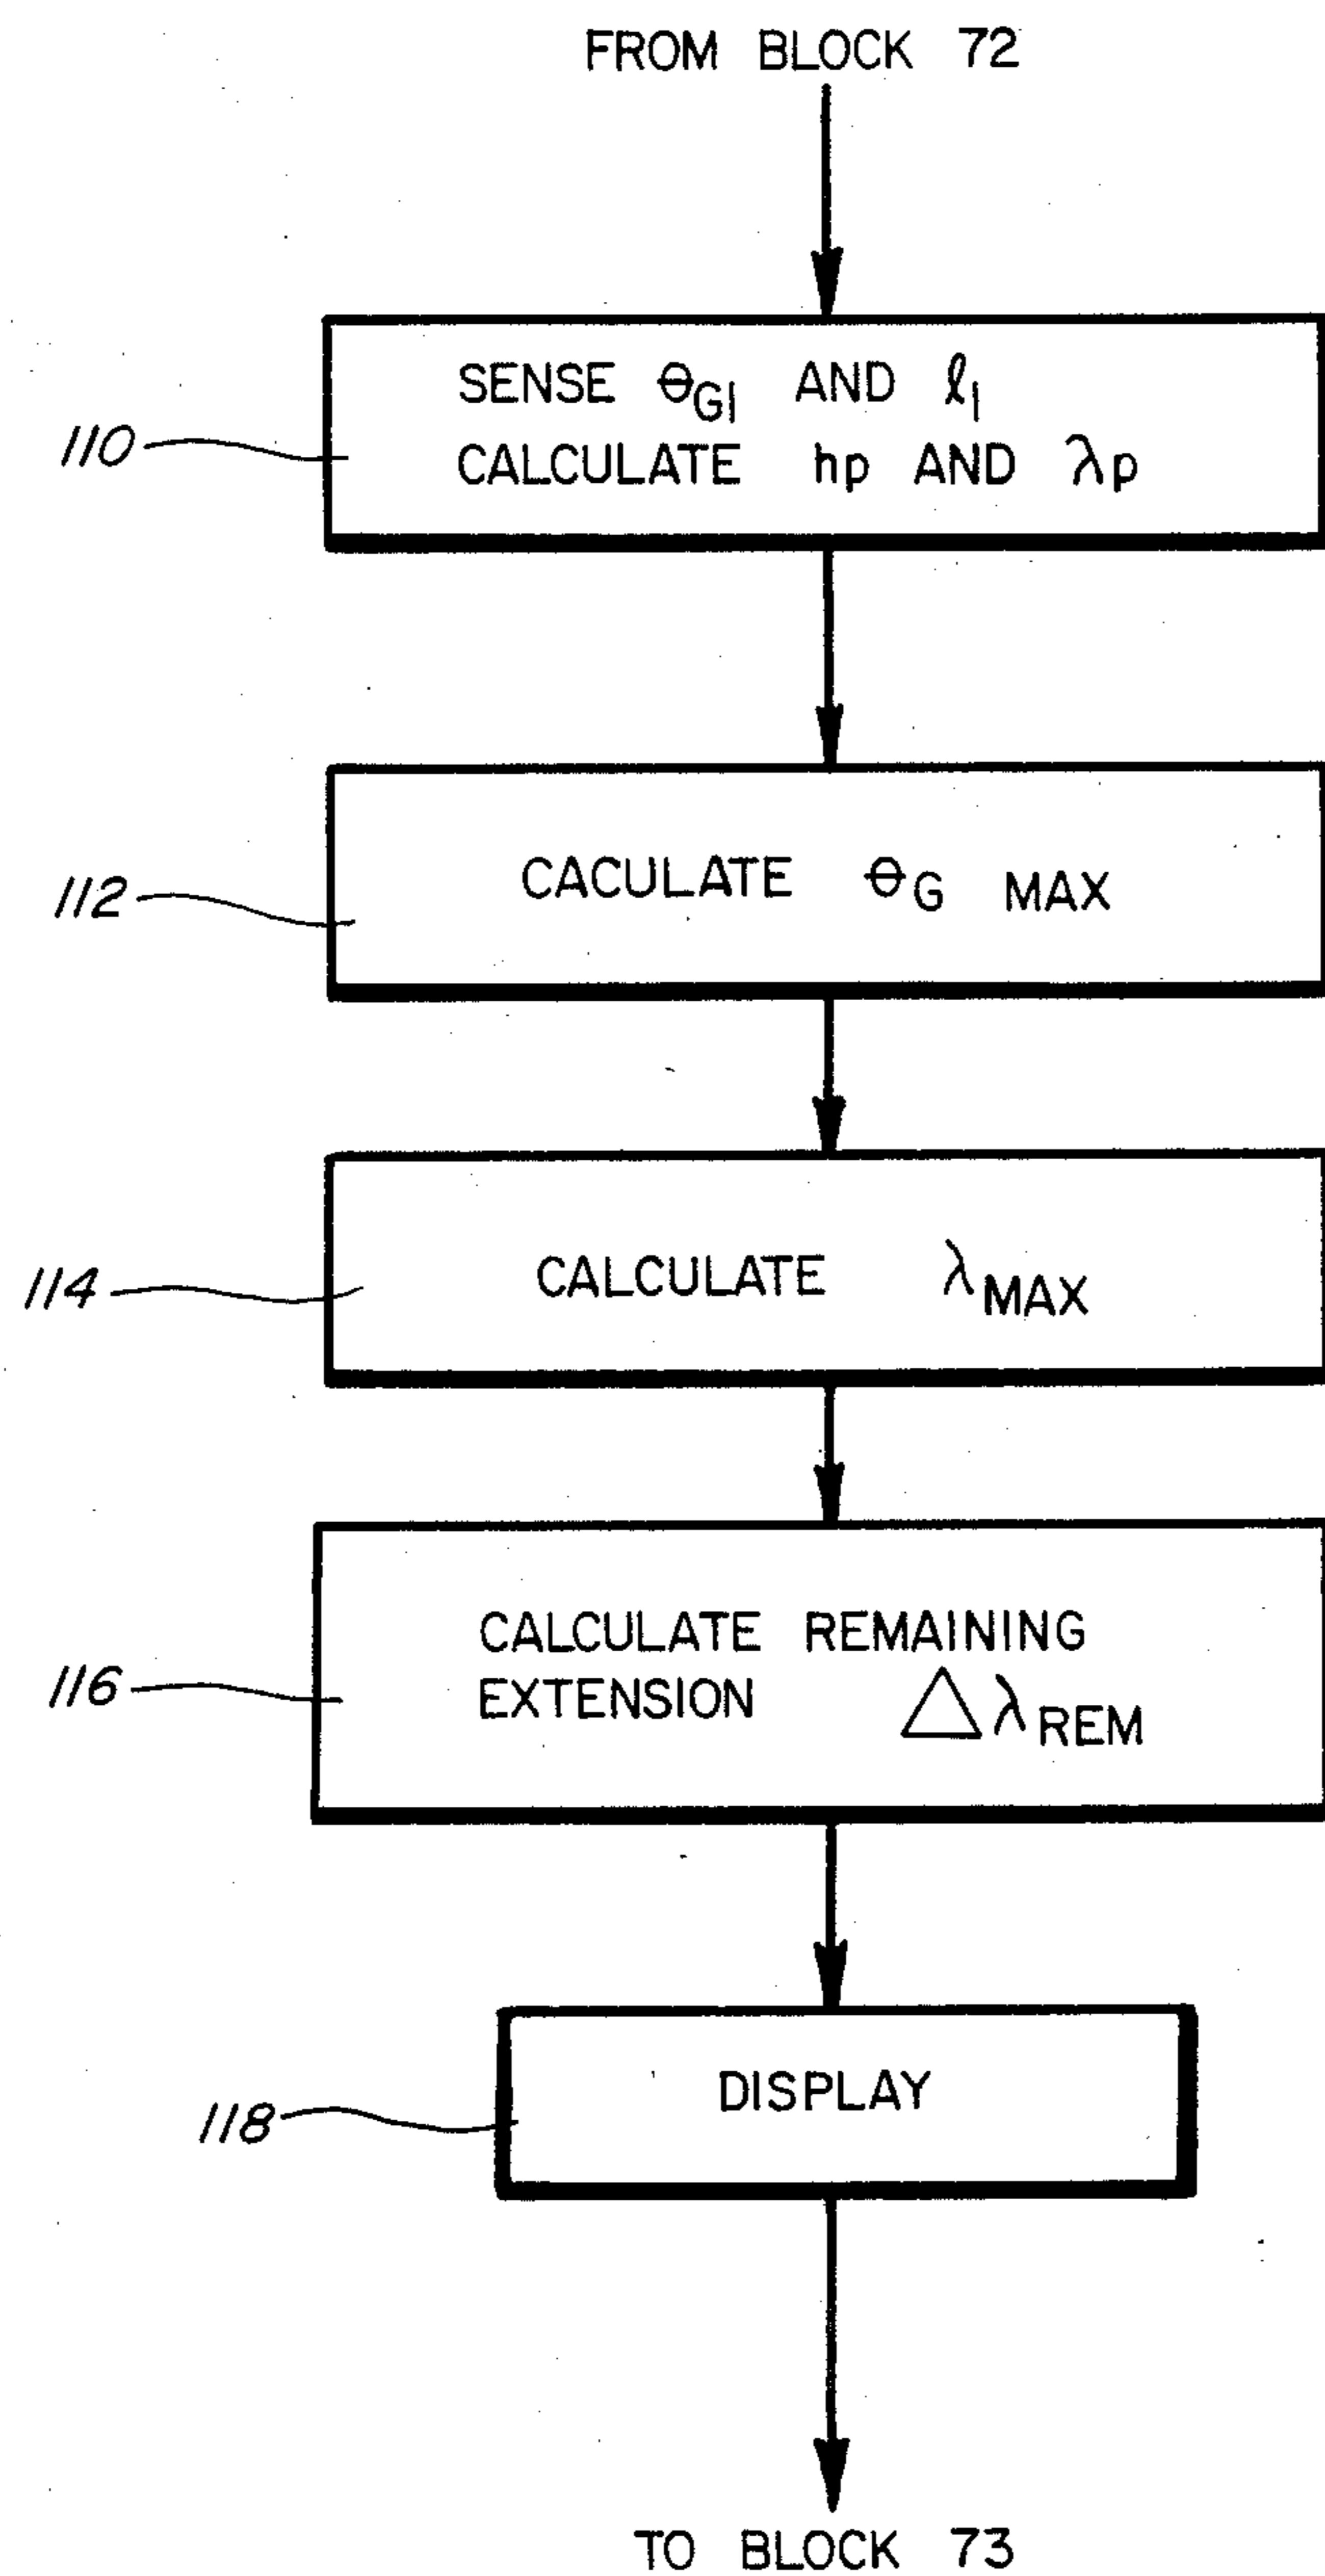 FROM BLOCK 72
110
SENSE θG1 AND ℓ1
CALCULATE hp AND λp
112
CACULATE θG MAX
114
CALCULATE λMAX
116
CALCULATE REMAINING
EXTENSION △λREM
118
DISPLAY
TO BLOCK 73